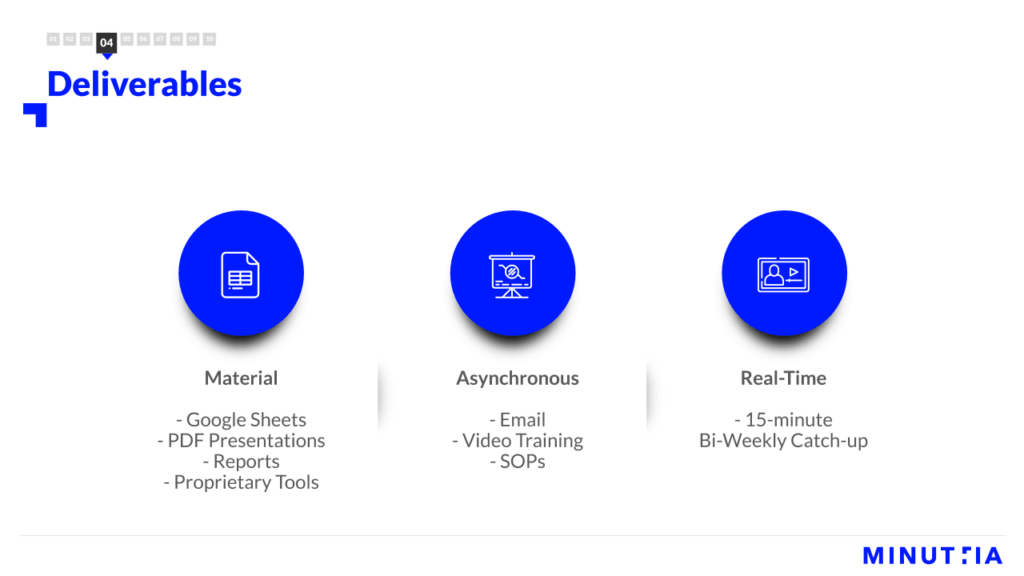 01 02 03 04 05 06 07 08 09 10
Deliverables
Material
- Google Sheets
- PDF Presentations
- Reports
- Proprietary Tools
Asynchronous
- Email
- Video Training
- SOPs
Real-Time
- 15-minute
Bi-Weekly Catch-up
MINUTTIA